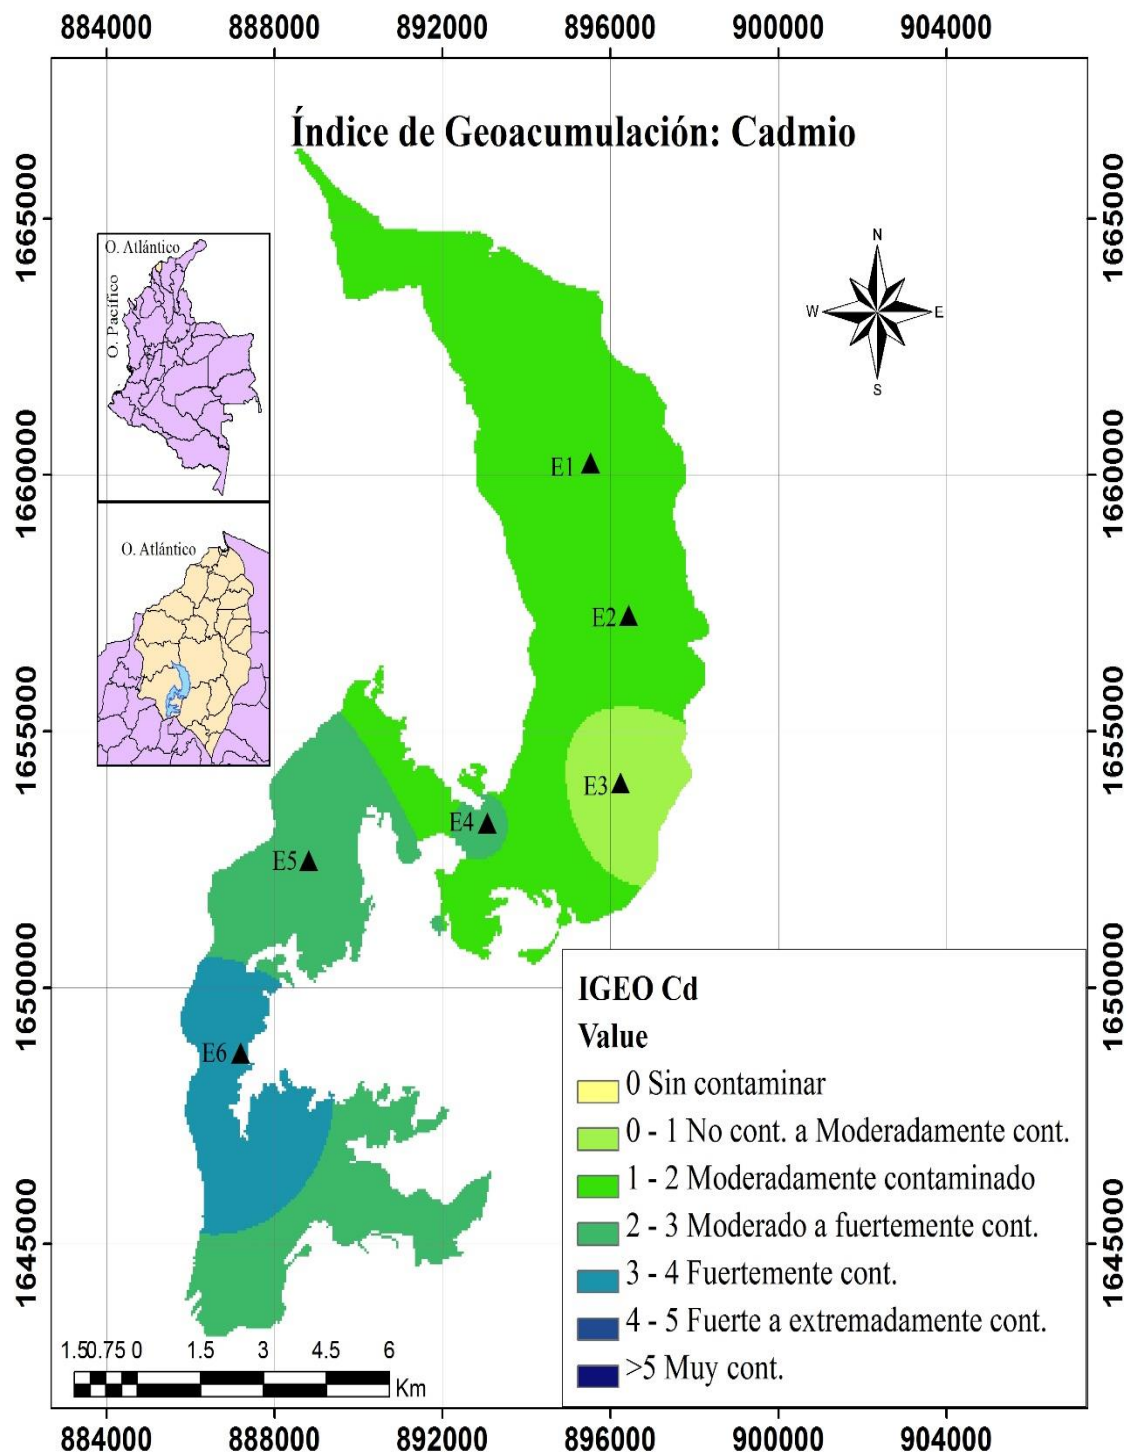 884000 888000 892000 896000 900000 904000
Índice de Geoacumulación: Cadmio
1665000
1665000
O. Atlántico
O. Pacífico
N
W
E
S
1660000
1660000
E1
O. Atlántico
E2
1655000
1655000
E3
E4
E5
1650000
1650000
E6
IGEO Cd
Value
0 Sin contaminar
0 - 1 No cont. a Moderadamente cont.
1 - 2 Moderadamente contaminado
2 - 3 Moderado a fuertemente cont.
3 - 4 Fuertemente cont.
4 - 5 Fuerte a extremadamente cont.
>5 Muy cont.
1645000
1645000
1.5 0.75 0 1.5 3 4.5 6
Km
884000 888000 892000 896000 900000 904000